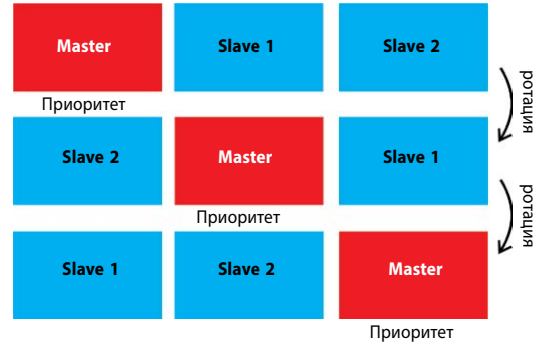 Master Slave 1 Slave 2
Приоритет
ротация
Slave 2 Master Slave 1
Приоритет
ротация
Slave 1 Slave 2 Master
Приоритет